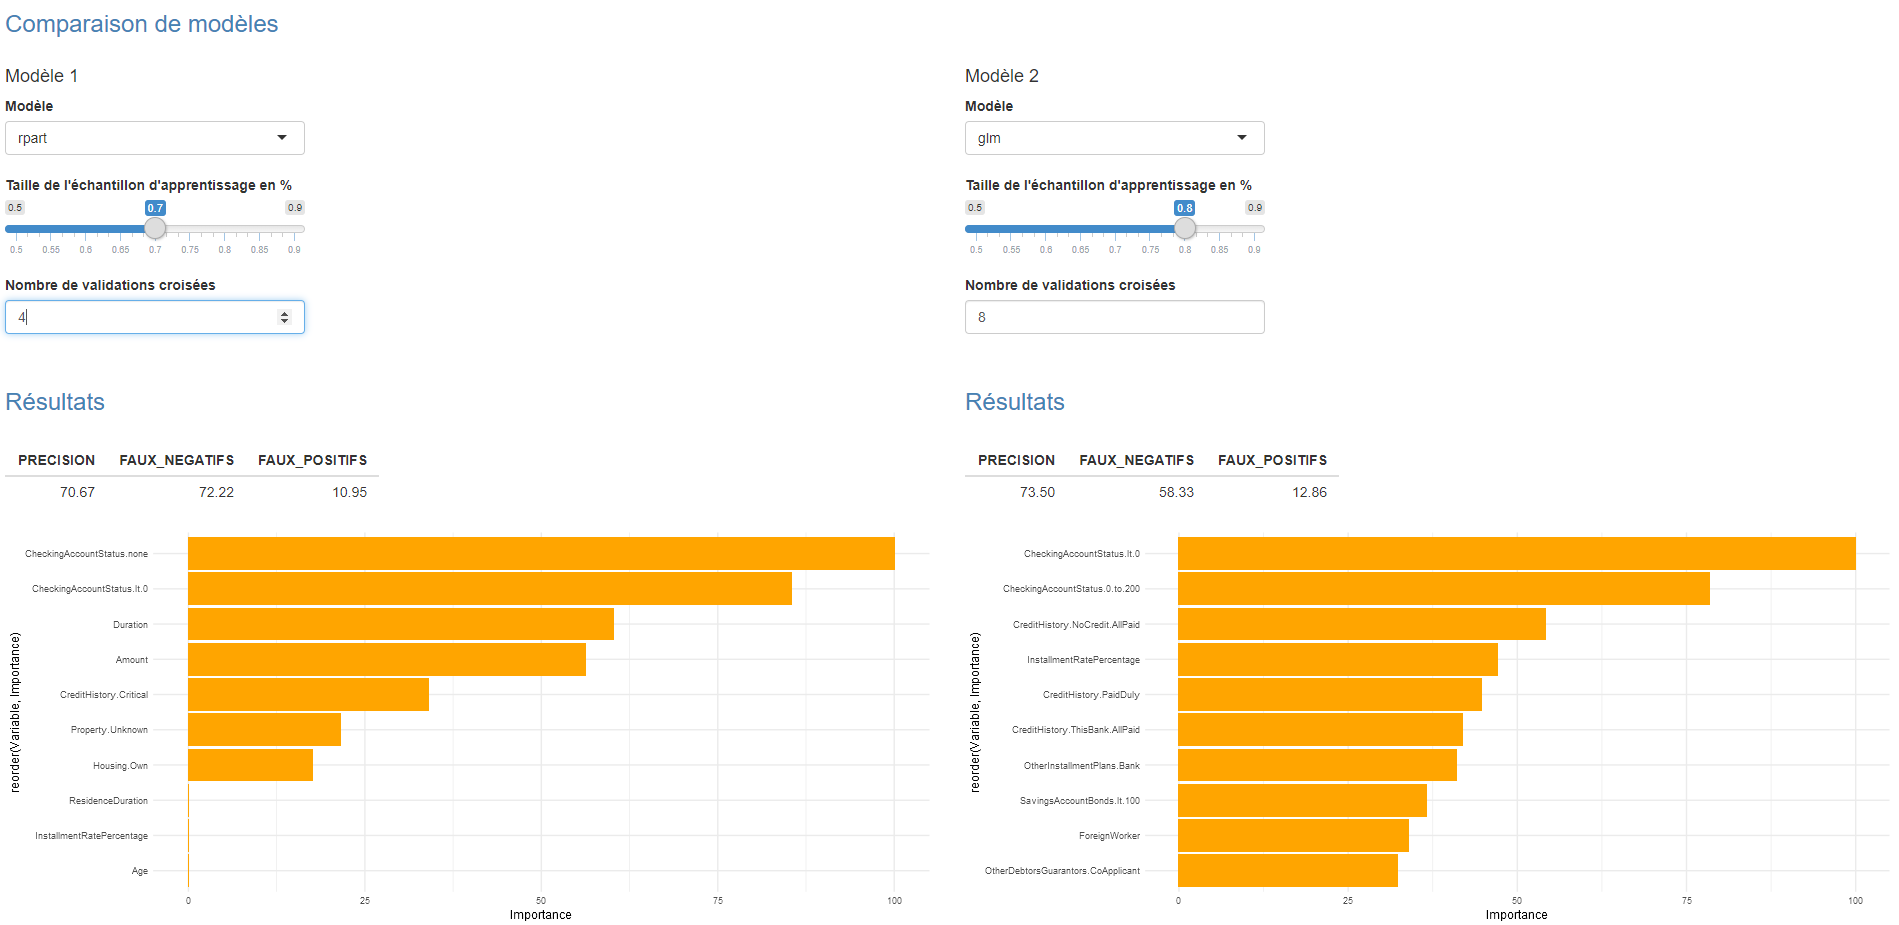 Comparaison de modèles
Modèle 1
Modèle
rpart
Taille de l'échantillon d'apprentissage en %
0.5 0.7 0.9
0.5 0.55 0.6 0.65 0.7 0.75 0.8 0.85 0.9
Nombre de validations croisées
4
Résultats
PRECISION FAUX_NEGATIFS FAUX_POSITIFS
70.67 72.22 10.95
reorder(Variable, Importance)
CheckingAccountStatus.none
CheckingAccountStatus.lt.0
Duration
Amount
CreditHistory.Critical
Property.Unknown
Housing.Own
ResidenceDuration
InstallmentRatePercentage
Age
0 25 50 75 100
Importance
Modèle 2
Modèle
glm
Taille de l'échantillon d'apprentissage en %
0.5 0.8 0.9
0.5 0.55 0.6 0.65 0.7 0.75 0.8 0.85 0.9
Nombre de validations croisées
8
Résultats
PRECISION FAUX_NEGATIFS FAUX_POSITIFS
73.50 58.33 12.86
reorder(Variable, Importance)
CheckingAccountStatus.lt.0
CheckingAccountStatus.0.to.200
CreditHistory.NoCredit.AllPaid
InstallmentRatePercentage
CreditHistory.PaidDuly
CreditHistory.ThisBank.AllPaid
OtherInstallmentPlans.Bank
SavingsAccountBonds.lt.100
ForeignWorker
OtherDebtorsGuarantors.CoApplicant
0 25 50 75 100
Importance